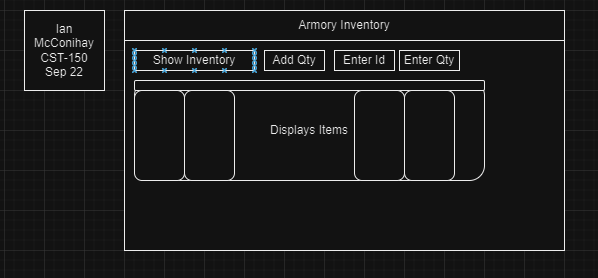 Ian
McConihay
CST-150
Sep 22
Armory Inventory
Show Inventory
Add Qty
Enter Id
Enter Qty
Displays Items